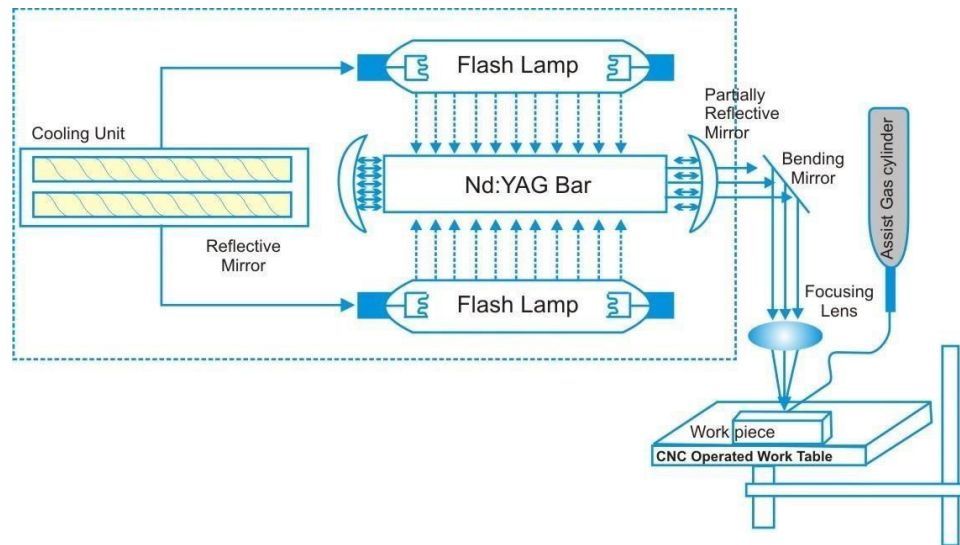 Flash Lamp
Cooling Unit
Partially
Reflective
Mirror
Bending
Mirror
Assist Gas cylinder
Nd:YAG Bar
Reflective
Mirror
Flash Lamp
Focusing
Lens
Work piece
CNC Operated Work Table